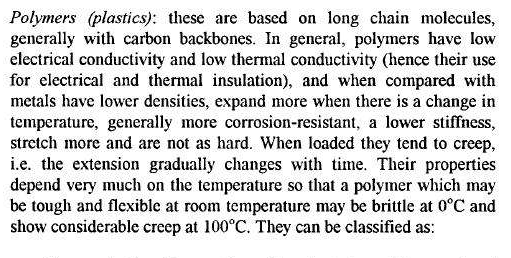 Polymers (plastics): these are based on long chain molecules,
generally with carbon backbones. In general, polymers have low
electrical conductivity and low thermal conductivity (hence their use
for electrical and thermal insulation), and when compared with
metals have lower densities, expand more when there is a change in
temperature, generally more corrosion-resistant, a lower stiffness,
stretch more and are not as hard. When loaded they tend to creep,
i.e. the extension gradually changes with time. Their properties
depend very much on the temperature so that a polymer which may
be tough and flexible at room temperature may be brittle at 0°C and
show considerable creep at 100°C. They can be classified as: